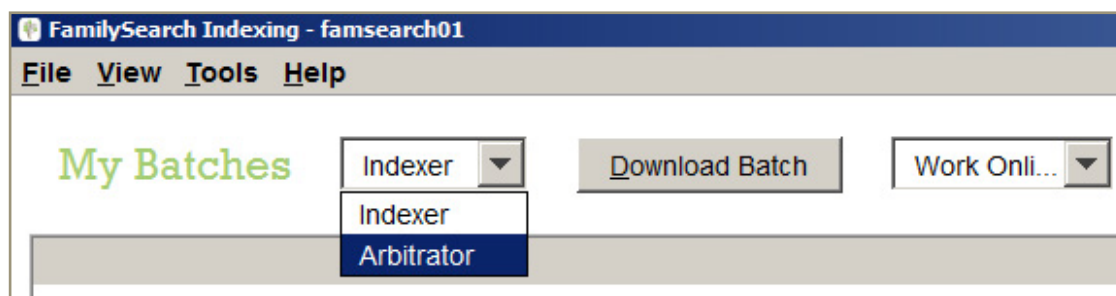 FamilySearch Indexing - famsearch01
File View Tools Help
My Batches Indexer Download Batch Work Onli...
Indexer
Arbitrator